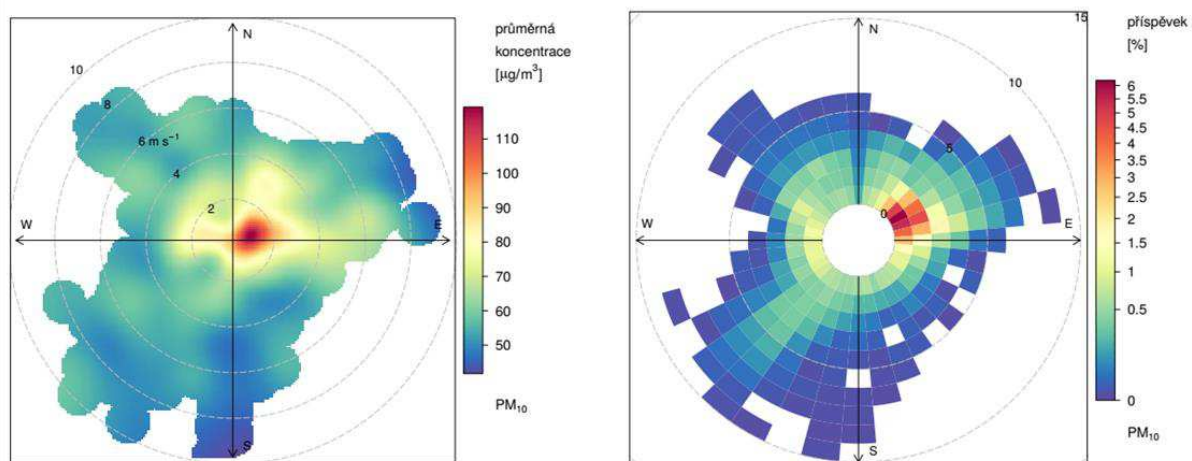 N
10
8
6 m s⁻¹
4
2
W
E
S
průměrná
koncentrace
[μg/m³]
110
100
90
80
70
60
50
PM₁₀
15
10
5
0
W
E
S
příspěvek
[%]
6
5.5
5
4.5
4
3.5
3
2.5
2
1.5
1
0.5
0
PM₁₀
N